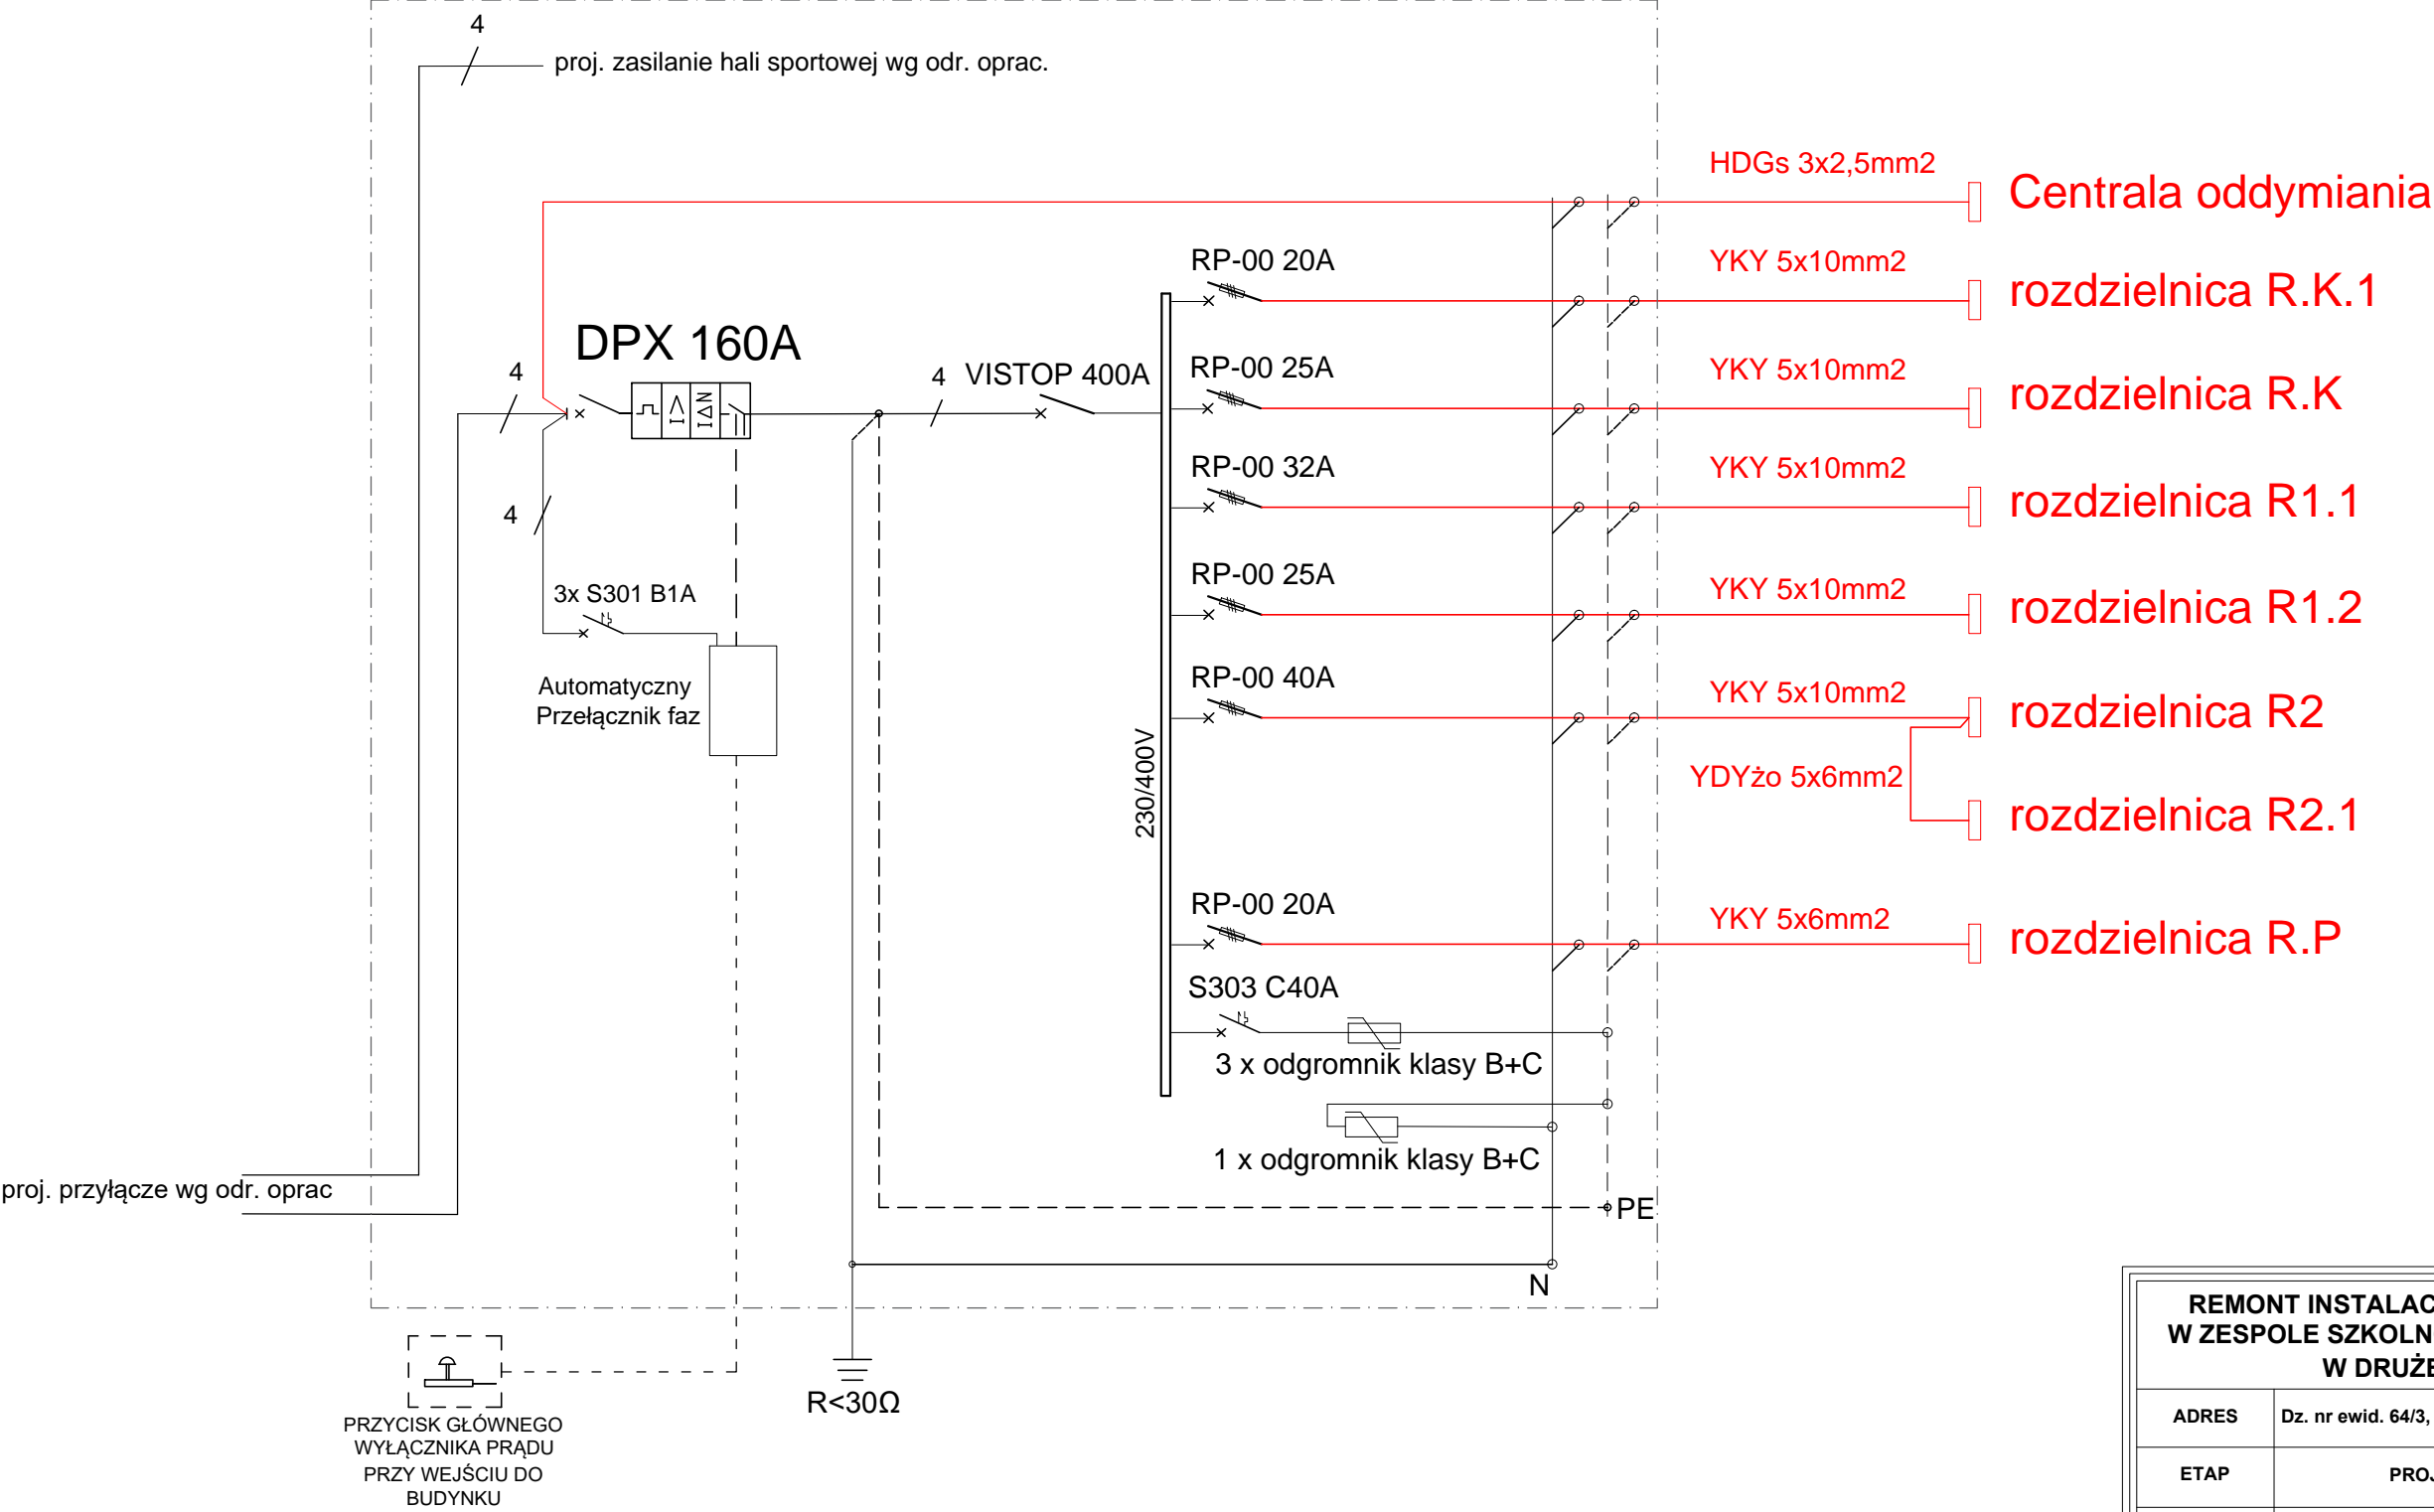 4
proj. zasilanie hali sportowej wg odr. oprac.
HDGs 3x2,5mm2
Centrala oddymiania
RP-00 20A
YKY 5x10mm2
rozdzielnica R.K.1
DPX 160A
4
4
VISTOP 400A
RP-00 25A
YKY 5x10mm2
rozdzielnica R.K
I>
I∆N
RP-00 32A
YKY 5x10mm2
rozdzielnica R1.1
4
3x S301 B1A
RP-00 25A
YKY 5x10mm2
rozdzielnica R1.2
Automatyczny
Przełącznik faz
RP-00 40A
YKY 5x10mm2
rozdzielnica R2
230/400V
YDYżo 5x6mm2
rozdzielnica R2.1
RP-00 20A
YKY 5x6mm2
rozdzielnica R.P
S303 C40A
3 x odgromnik klasy B+C
1 x odgromnik klasy B+C
proj. przyłącze wg odr. oprac
PE
N
R<30Ω
PRZYCISK GŁÓWNEGO
WYŁĄCZNIKA PRĄDU
PRZY WEJŚCIU DO
BUDYNKU
REMONT INSTALAC
W ZESPOLE SZKOLN
W DRUŻE
ADRES
Dz. nr ewid. 64/3,
ETAP
PROJ